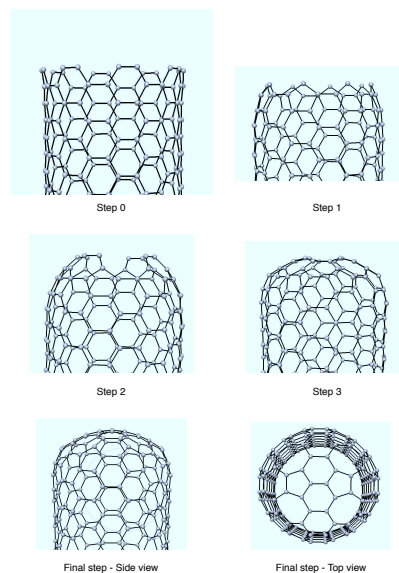 Step 0
Step 1
Step 2
Step 3
Final step - Side view
Final step - Top view